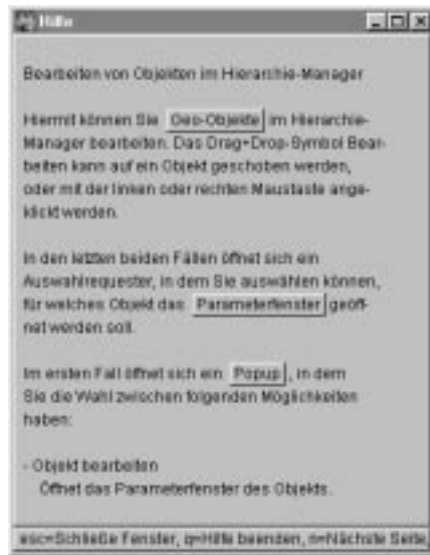 Hilfe
Bearbeiten von Objekten im Hierarchie-Manager
Hiermit können Sie Geo-Objekte im Hierarchie-
Manager bearbeiten. Das Drag+Drop-Symbol Bear-
beiten kann auf ein Objekt geschoben werden,
oder mit der linken oder rechten Maustaste ange-
klickt werden.
In den letzten beiden Fällen öffnet sich ein
Auswahlrequester, in dem Sie auswählen können,
für welches Objekt das Parameterfenster geöff-
net werden soll.
Im ersten Fall öffnet sich ein Popup, in dem
Sie die Wahl zwischen folgenden Möglichkeiten
haben:
- Objekt bearbeiten
Öffnet das Parameterfenster des Objekts.
esc=Schließe Fenster, q=Hilfe beenden, n=Nächste Seite,